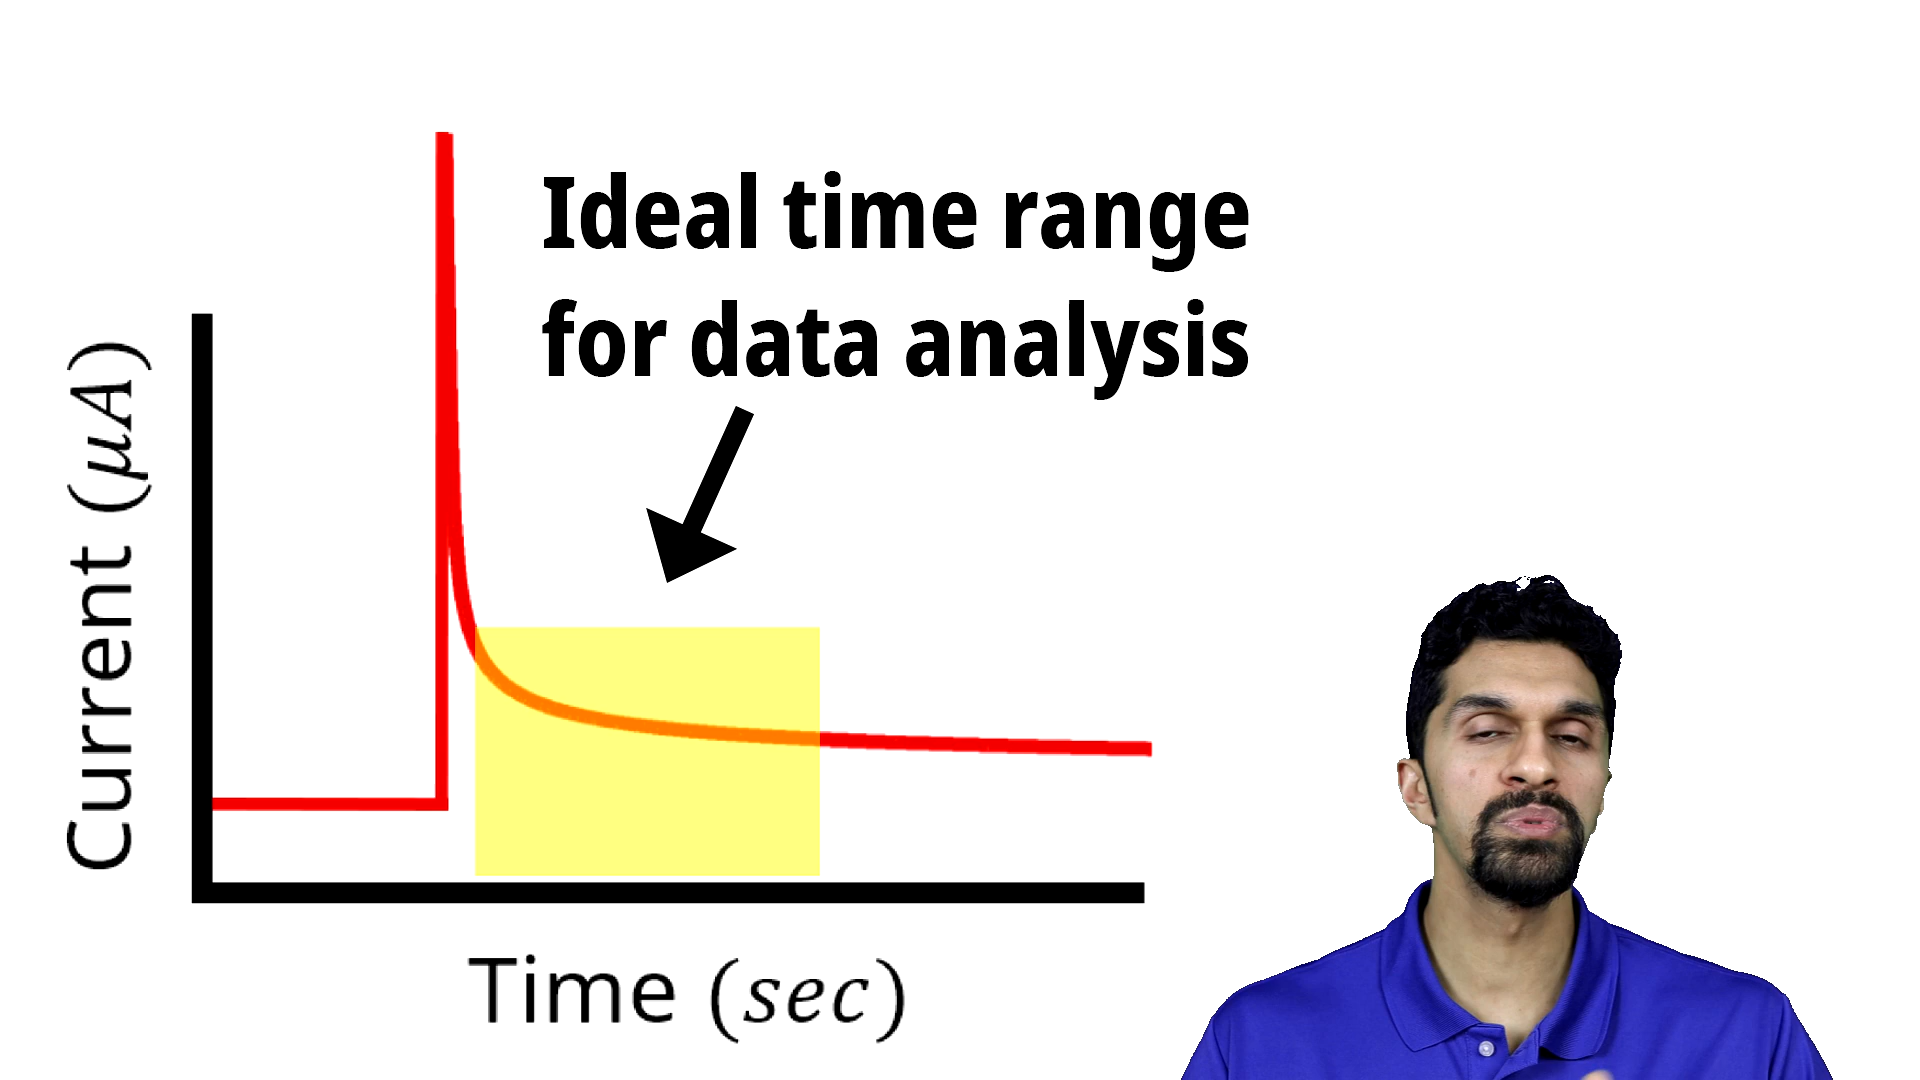 Ideal time range
for data analysis
Current (μA)
Time (sec)